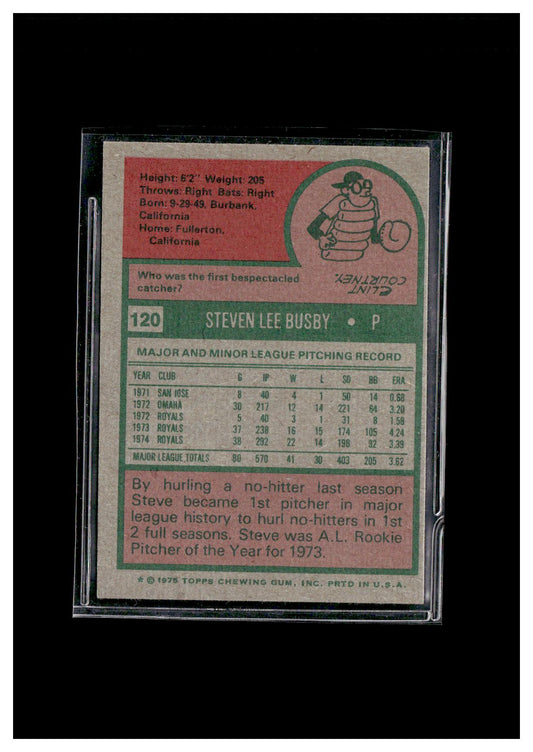 Height: 6'2" Weight: 205
Throws: Right Bats: Right
Born: 9-29-49, Burbank,
California
Home: Fullerton,
California
Who was the first bespectacled
catcher?
CLINT
COURTNEY.
120 STEVEN LEE BUSBY • P
MAJOR AND MINOR LEAGUE PITCHING RECORD
YEAR CLUB G IP W L SO BB ERA
1971 SAN JOSE 8 40 4 1 50 14 0.68
1972 OMAHA 30 217 12 14 221 64 3.20
1972 ROYALS 5 40 3 1 31 8 1.58
1973 ROYALS 37 238 16 15 174 105 4.24
1974 ROYALS 38 292 22 14 198 92 3.39
MAJOR LEAGUE TOTALS 80 570 41 30 403 205 3.62
By hurling a no-hitter last season
Steve became 1st pitcher in major
league history to hurl no-hitters in 1st
2 full seasons. Steve was A.L. Rookie
Pitcher of the Year for 1973.
* © 1975 TOPPS CHEWING GUM, INC. PRTD IN U.S.A.